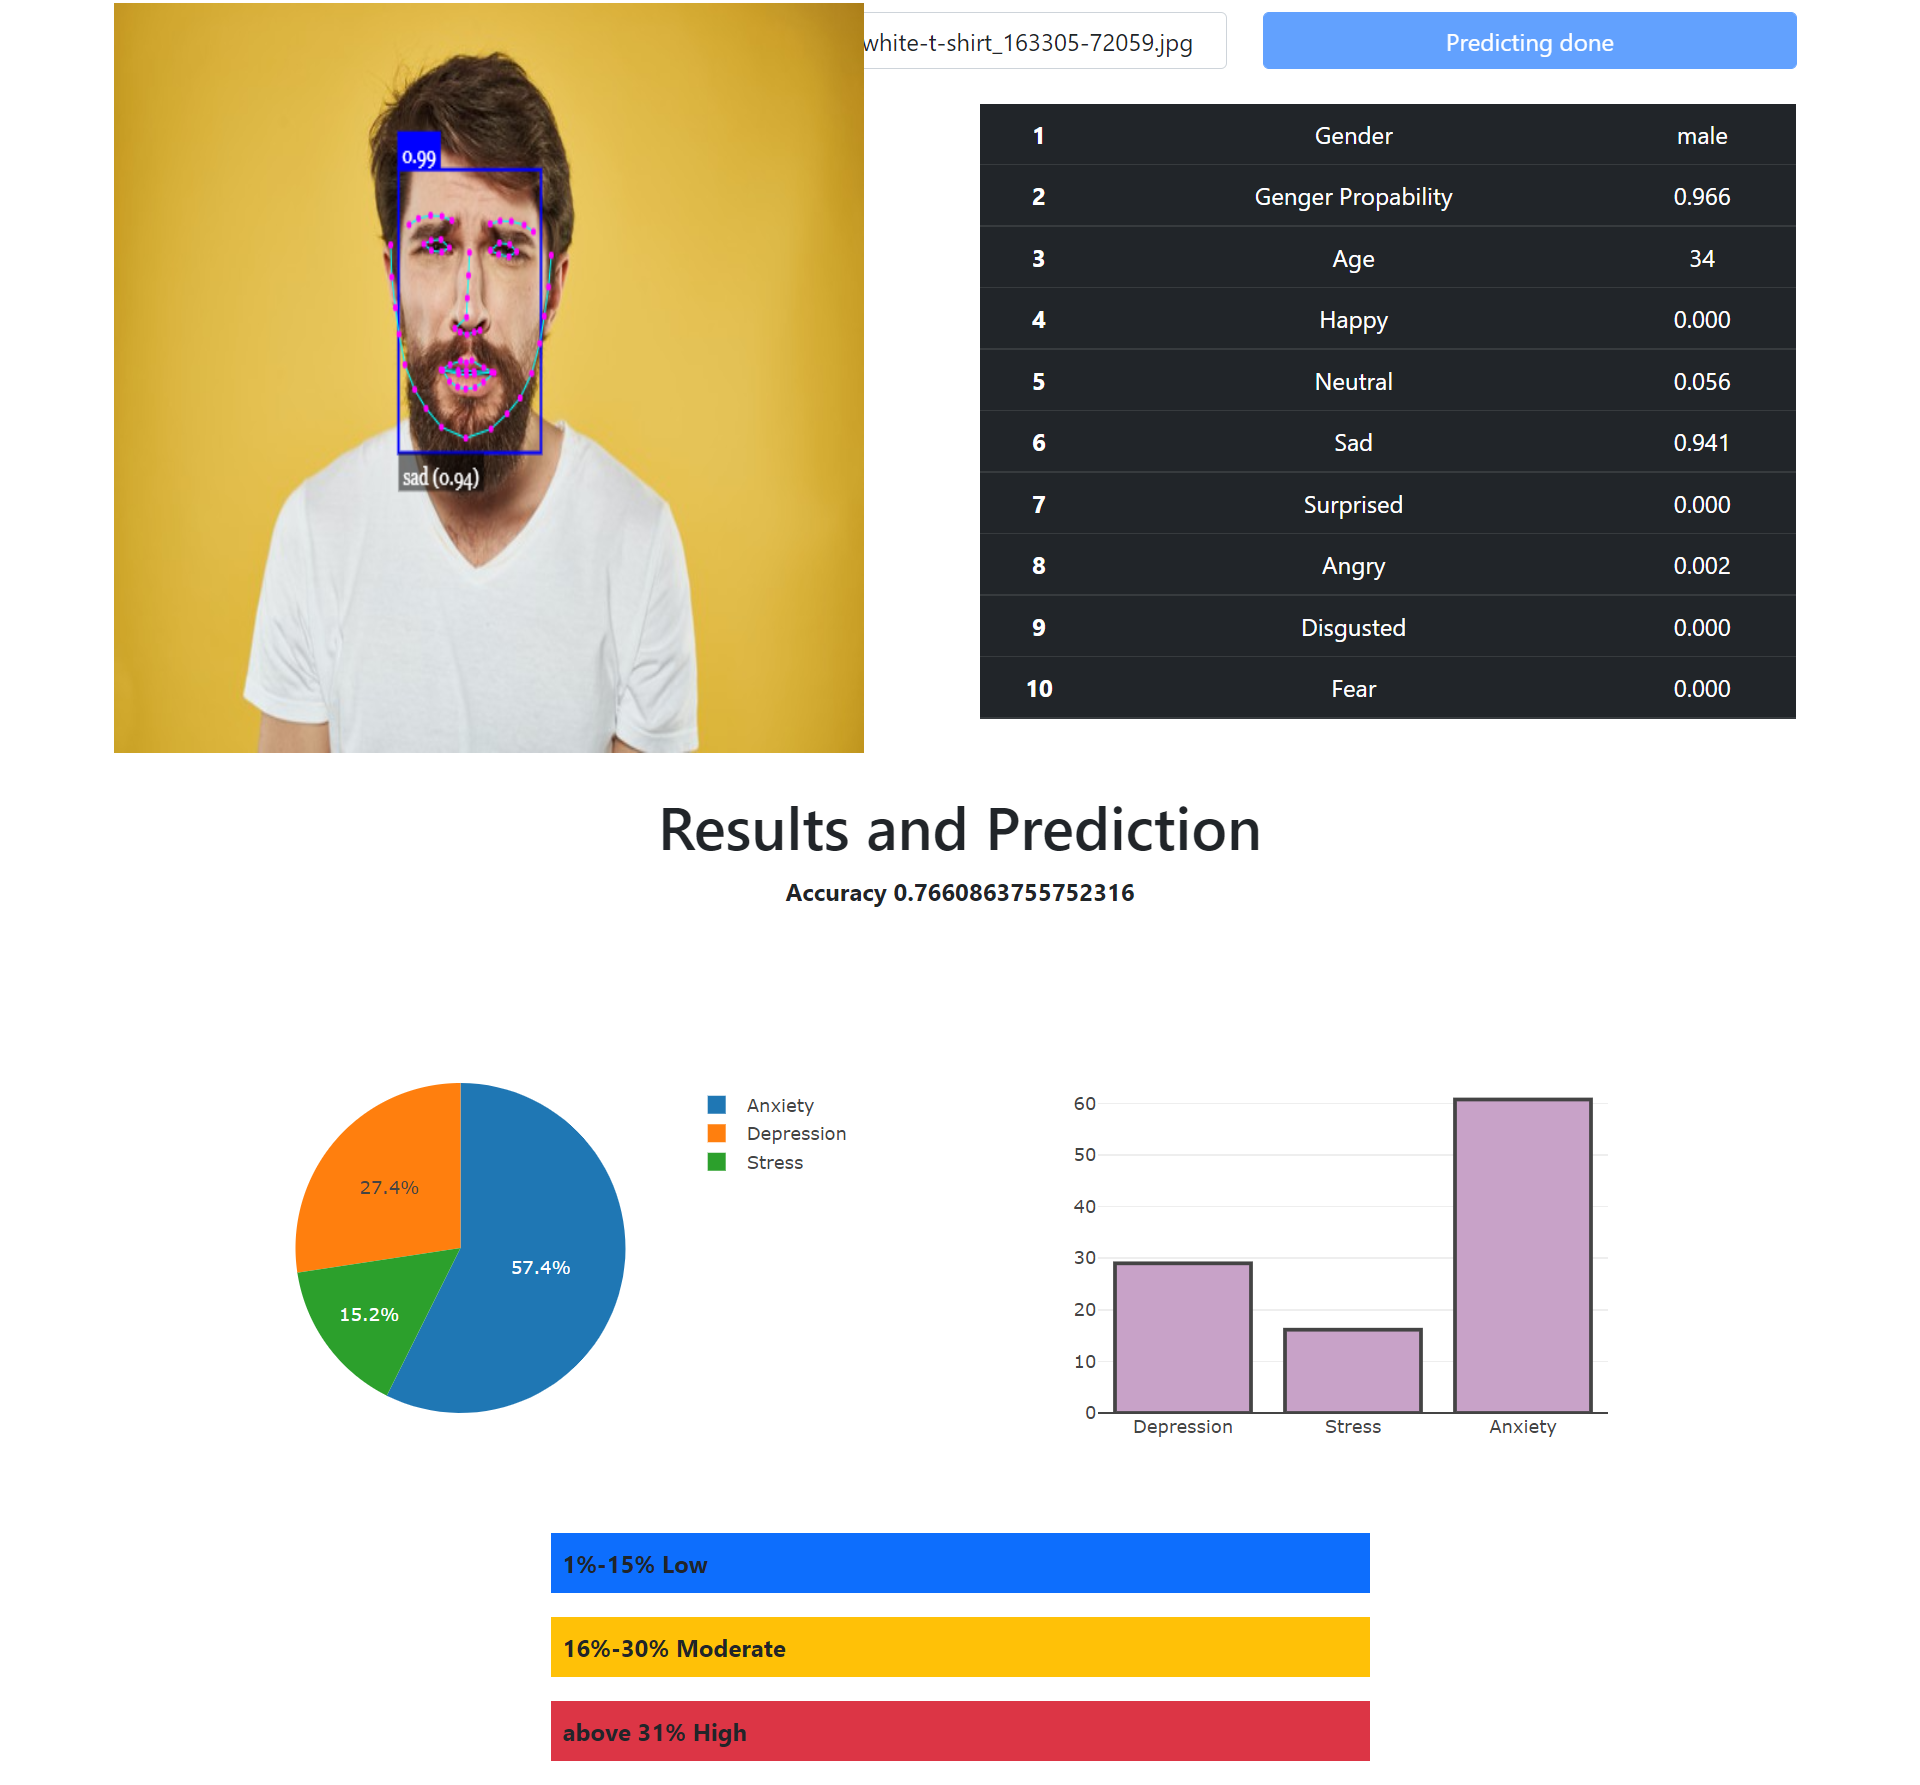 white-t-shirt_163305-72059.jpg
Predicting done
0.99
sad (0.94)
1 Gender male
2 Genger Propability 0.966
3 Age 34
4 Happy 0.000
5 Neutral 0.056
6 Sad 0.941
7 Surprised 0.000
8 Angry 0.002
9 Disgusted 0.000
10 Fear 0.000
Results and Prediction
Accuracy 0.7660863755752316
27.4%
57.4%
15.2%
Anxiety
Depression
Stress
60
50
40
30
20
10
0
Depression Stress Anxiety
1%-15% Low
16%-30% Moderate
above 31% High